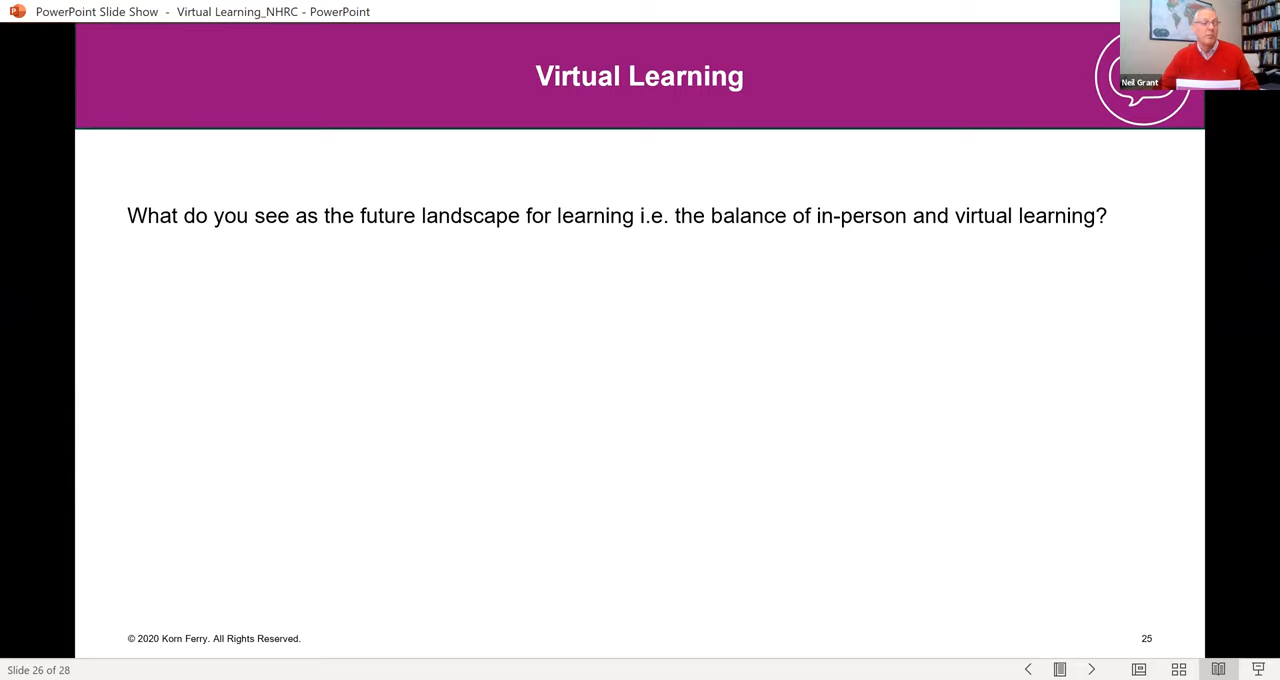 PowerPoint Slide Show - Virtual Learning_NHRC - PowerPoint
Virtual Learning
Neil Grant
What do you see as the future landscape for learning i.e. the balance of in-person and virtual learning?
© 2020 Korn Ferry. All Rights Reserved.
25
Slide 26 of 28